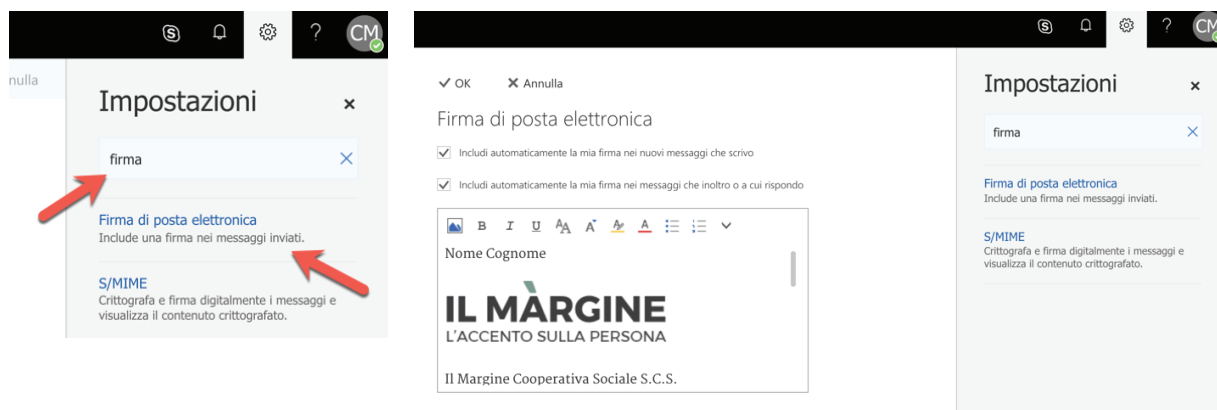 CM
nnulla
Impostazioni
firma
Firma di posta elettronica
Include una firma nei messaggi inviati.
S/MIME
Crittografa e firma digitalmente i messaggi e
visualizza il contenuto crittografato.
CM
OK Annulla
Firma di posta elettronica
Includi automaticamente la mia firma nei nuovi messaggi che scrivo
Includi automaticamente la mia firma nei messaggi che inoltro o a cui rispondo
Nome Cognome
IL MÀRGINE
L'ACCENTO SULLA PERSONA
Il Margine Cooperativa Sociale S.C.S.
Impostazioni
firma
Firma di posta elettronica
Include una firma nei messaggi inviati.
S/MIME
Crittografa e firma digitalmente i messaggi e
visualizza il contenuto crittografato.